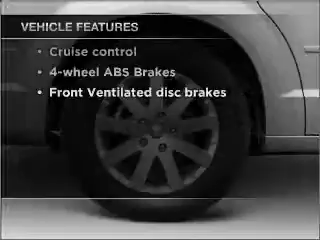 VEHICLE FEATURES
• Cruise control
• 4-wheel ABS Brakes
• Front Ventilated disc brakes